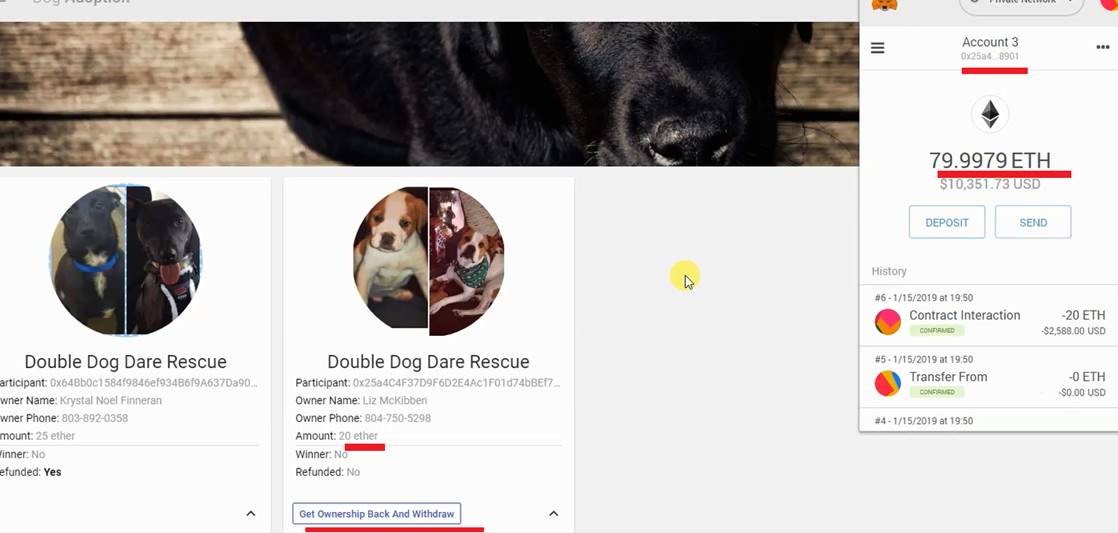 Dog Adoption
Private Network
Account 3
0x25a4...8901
79.9979 ETH
$10,351.73 USD
DEPOSIT
SEND
History
#6 - 1/15/2019 at 19:50
Contract Interaction
-20 ETH
CONFIRMED
-$2,588.00 USD
#5 - 1/15/2019 at 19:50
Transfer From
-0 ETH
CONFIRMED
-$0.00 USD
#4 - 1/15/2019 at 19:50
Double Dog Dare Rescue
articipant: 0x64Bb0c1584f9846ef934B6f9A637Da90...
wner Name: Krystal Noel Finneran
wner Phone: 803-892-0358
mount: 25 ether
inner: No
efunded: Yes
Double Dog Dare Rescue
Participant: 0x25a4C4F37D9F6D2E4Ac1F01d74bBEf7...
Owner Name: Liz McKibben
Owner Phone: 804-750-5298
Amount: 20 ether
Winner: No
Refunded: No
Get Ownership Back And Withdraw